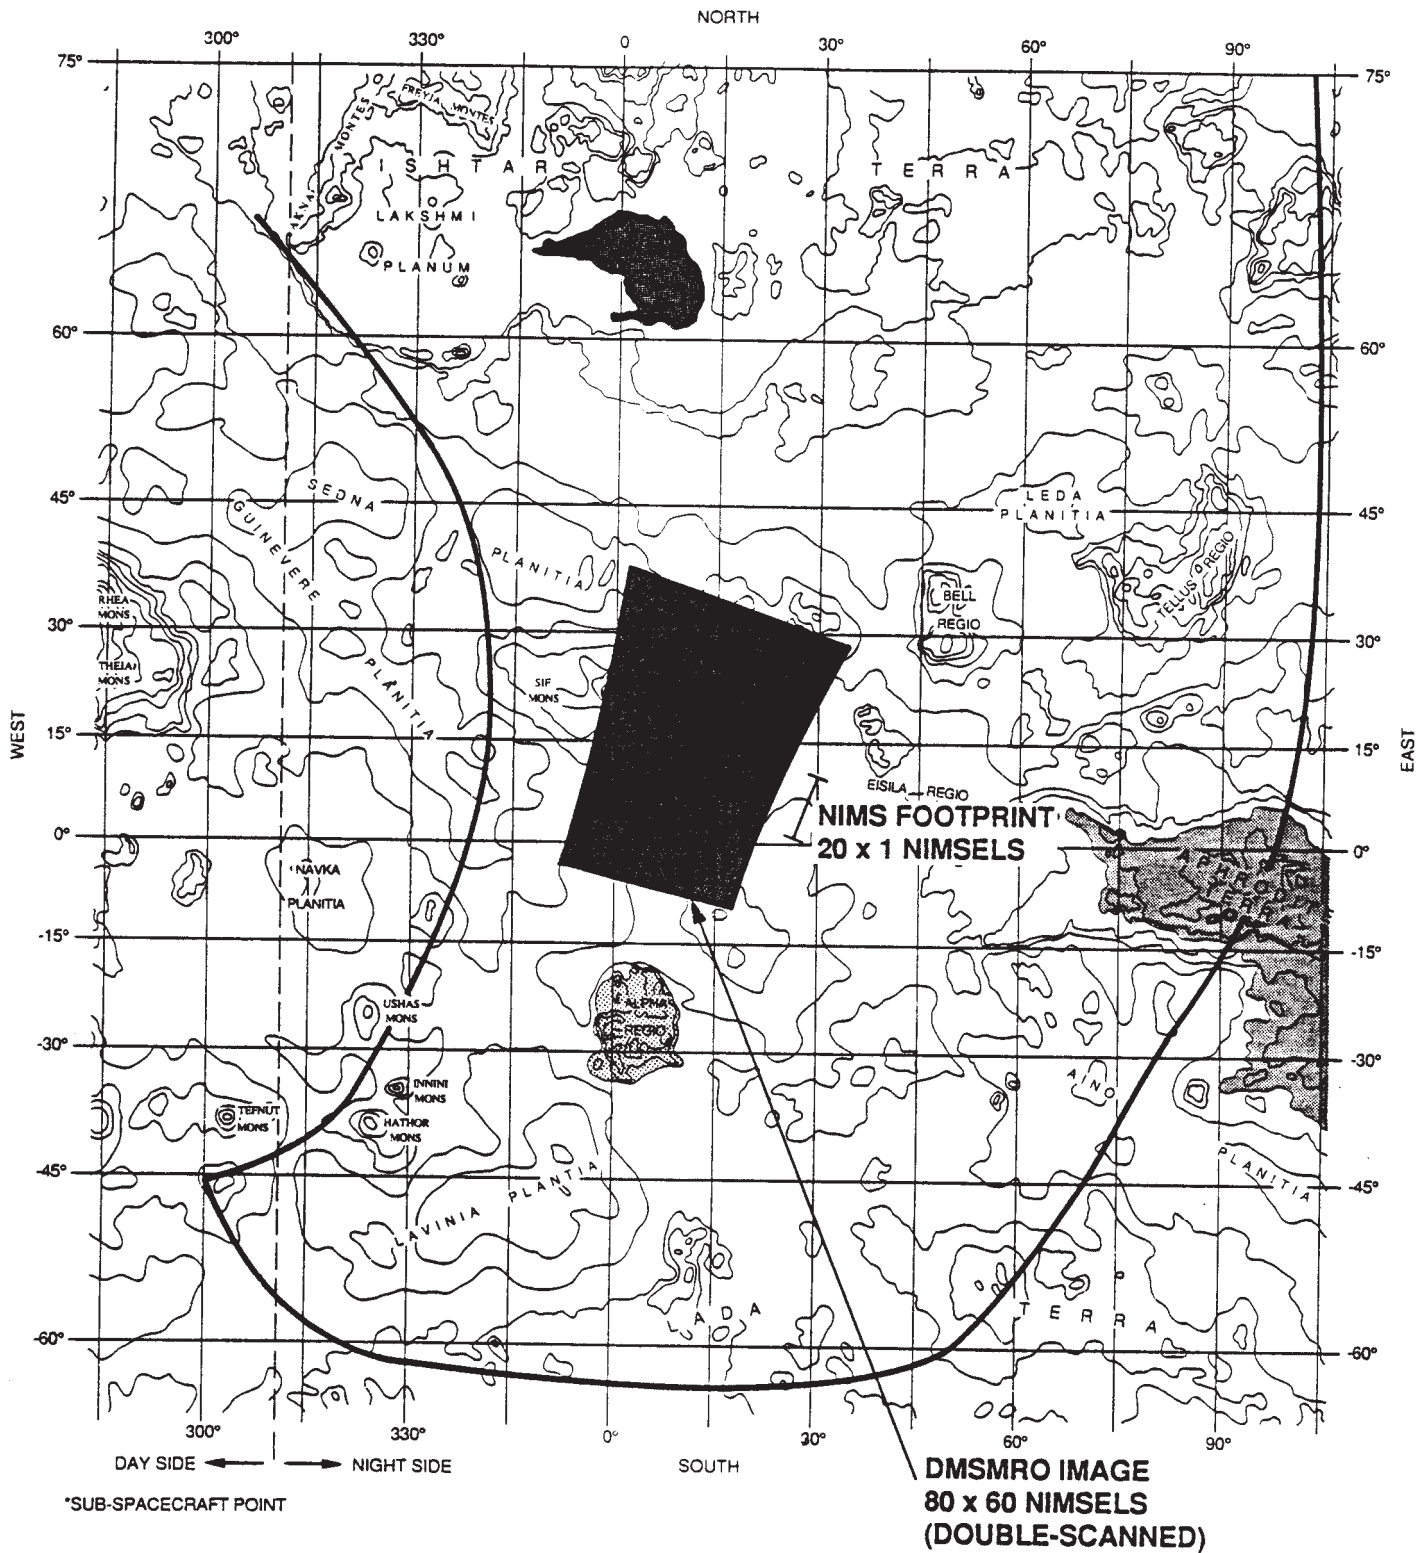 NORTH
300° 330° 0 30° 60° 90°
75° 75°
FREYJA MONTES
MONTES
AKNA
ISHTAR TERRA
LAKSHMI
PLANUM
60° 60°
45° 45°
SEDNA
PLANITIA
GUINEVERE
PLANITIA
LEDA
PLANITIA
BELL
REGIO
RHEA
MONS
30° 30°
THEIA
MONS
SIF
MONS
WEST
EAST
15° 15°
EISILA REGIO
NIMS FOOTPRINT
20 x 1 NIMSELS
0° 0°
NAVKA
PLANITIA
-15° -15°
USHAS
MONS
ALPHA
REGIO
-30° -30°
INNINI
MONS
HATHOR
MONS
TEFNUT
MONS
AINO
PLANITIA
-45° -45°
LAVINIA PLANTIA
LADA TERRA
-60° -60°
300° 330° 0° 30° 60° 90°
DAY SIDE NIGHT SIDE
SOUTH
*SUB-SPACECRAFT POINT
DMSMRO IMAGE
80 x 60 NIMSELS
(DOUBLE-SCANNED)